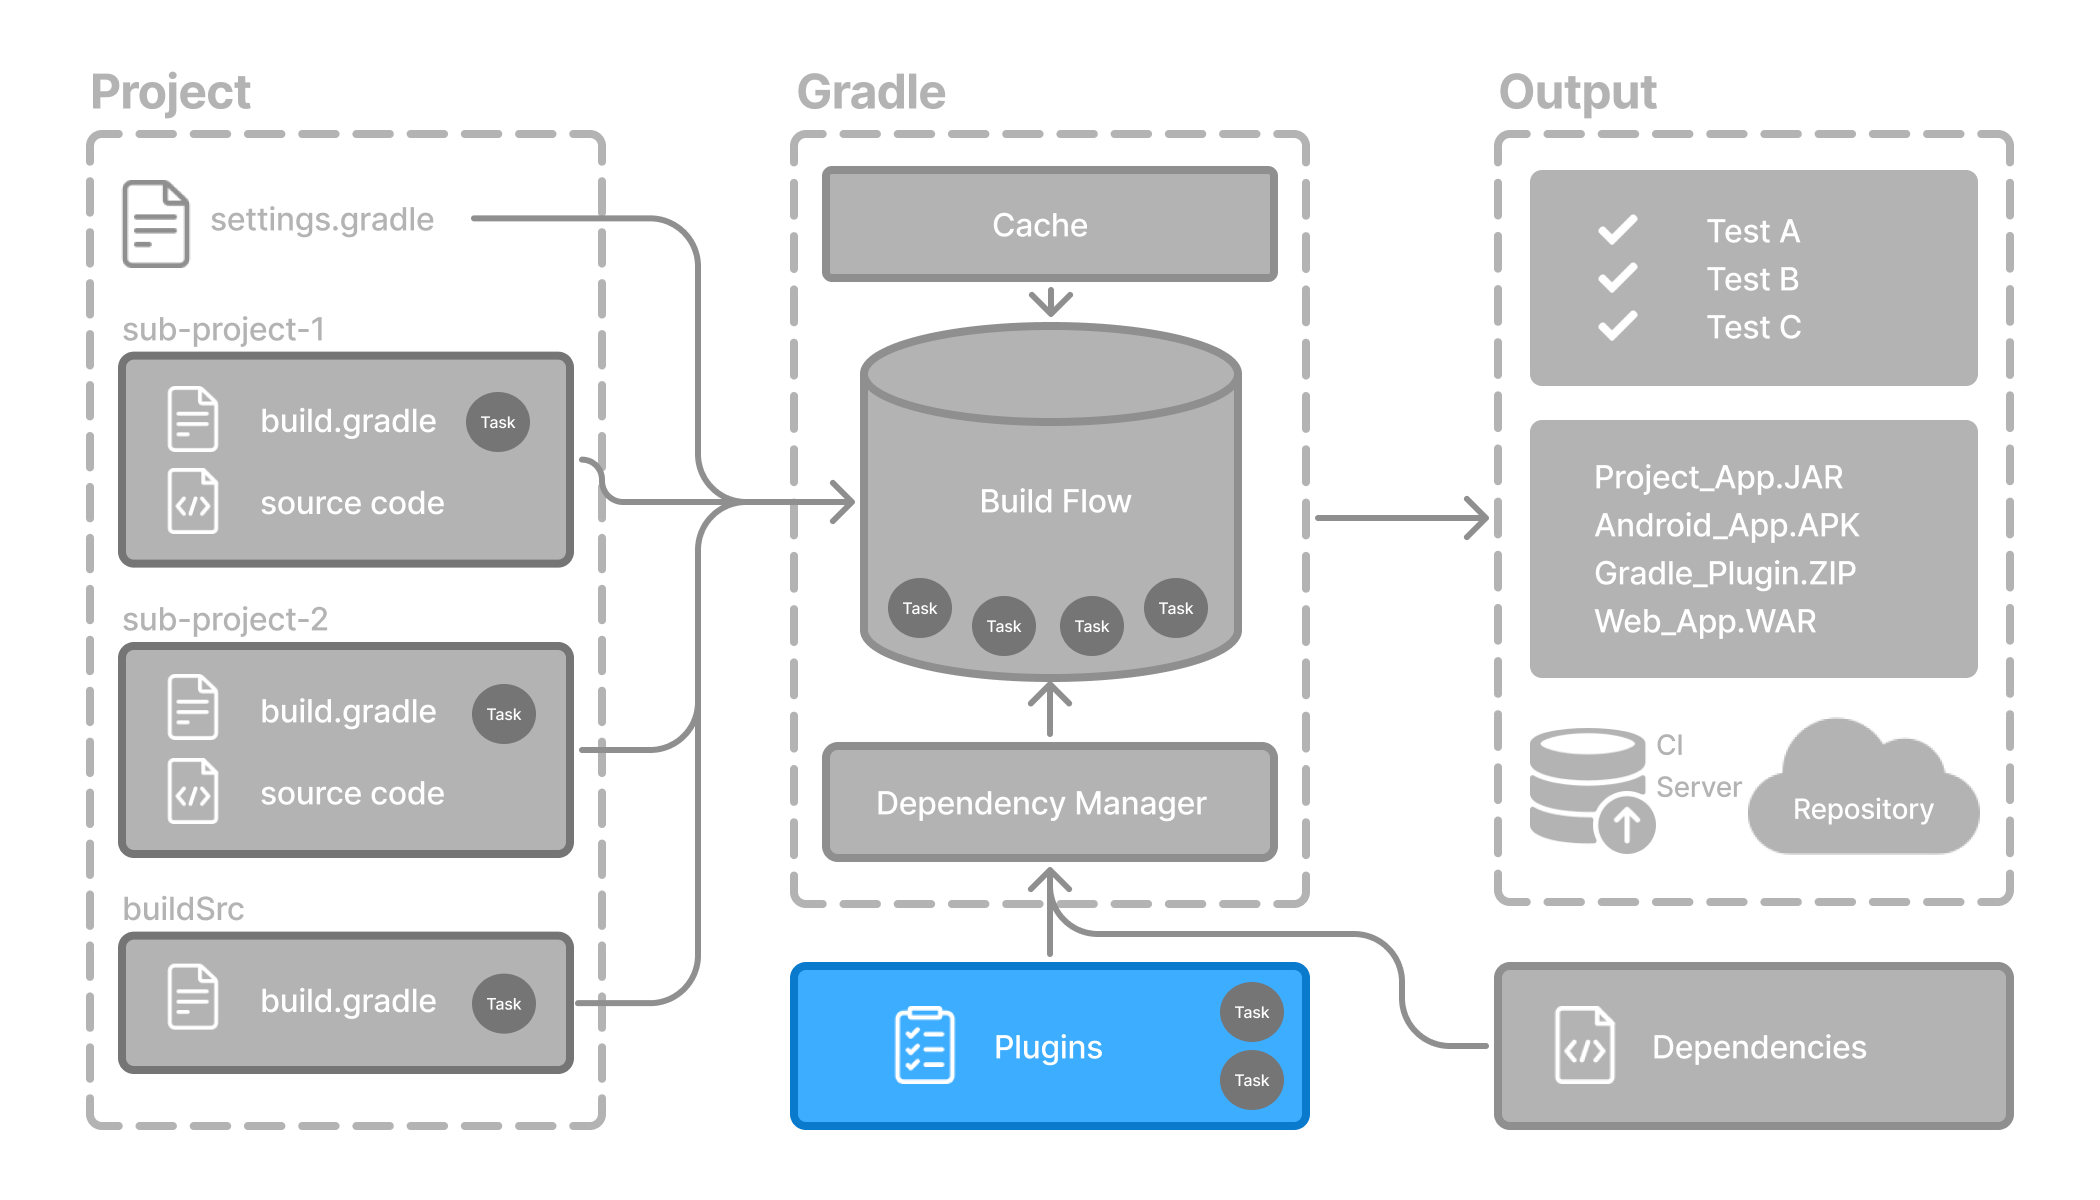 Project
settings.gradle
sub-project-1
build.gradle
Task
source code
sub-project-2
build.gradle
Task
source code
buildSrc
build.gradle
Task
Gradle
Cache
Build Flow
Task
Task
Task
Task
Dependency Manager
Plugins
Task
Task
Output
Test A
Test B
Test C
Project_App.JAR
Android_App.APK
Gradle_Plugin.ZIP
Web_App.WAR
CI
Server
Repository
Dependencies